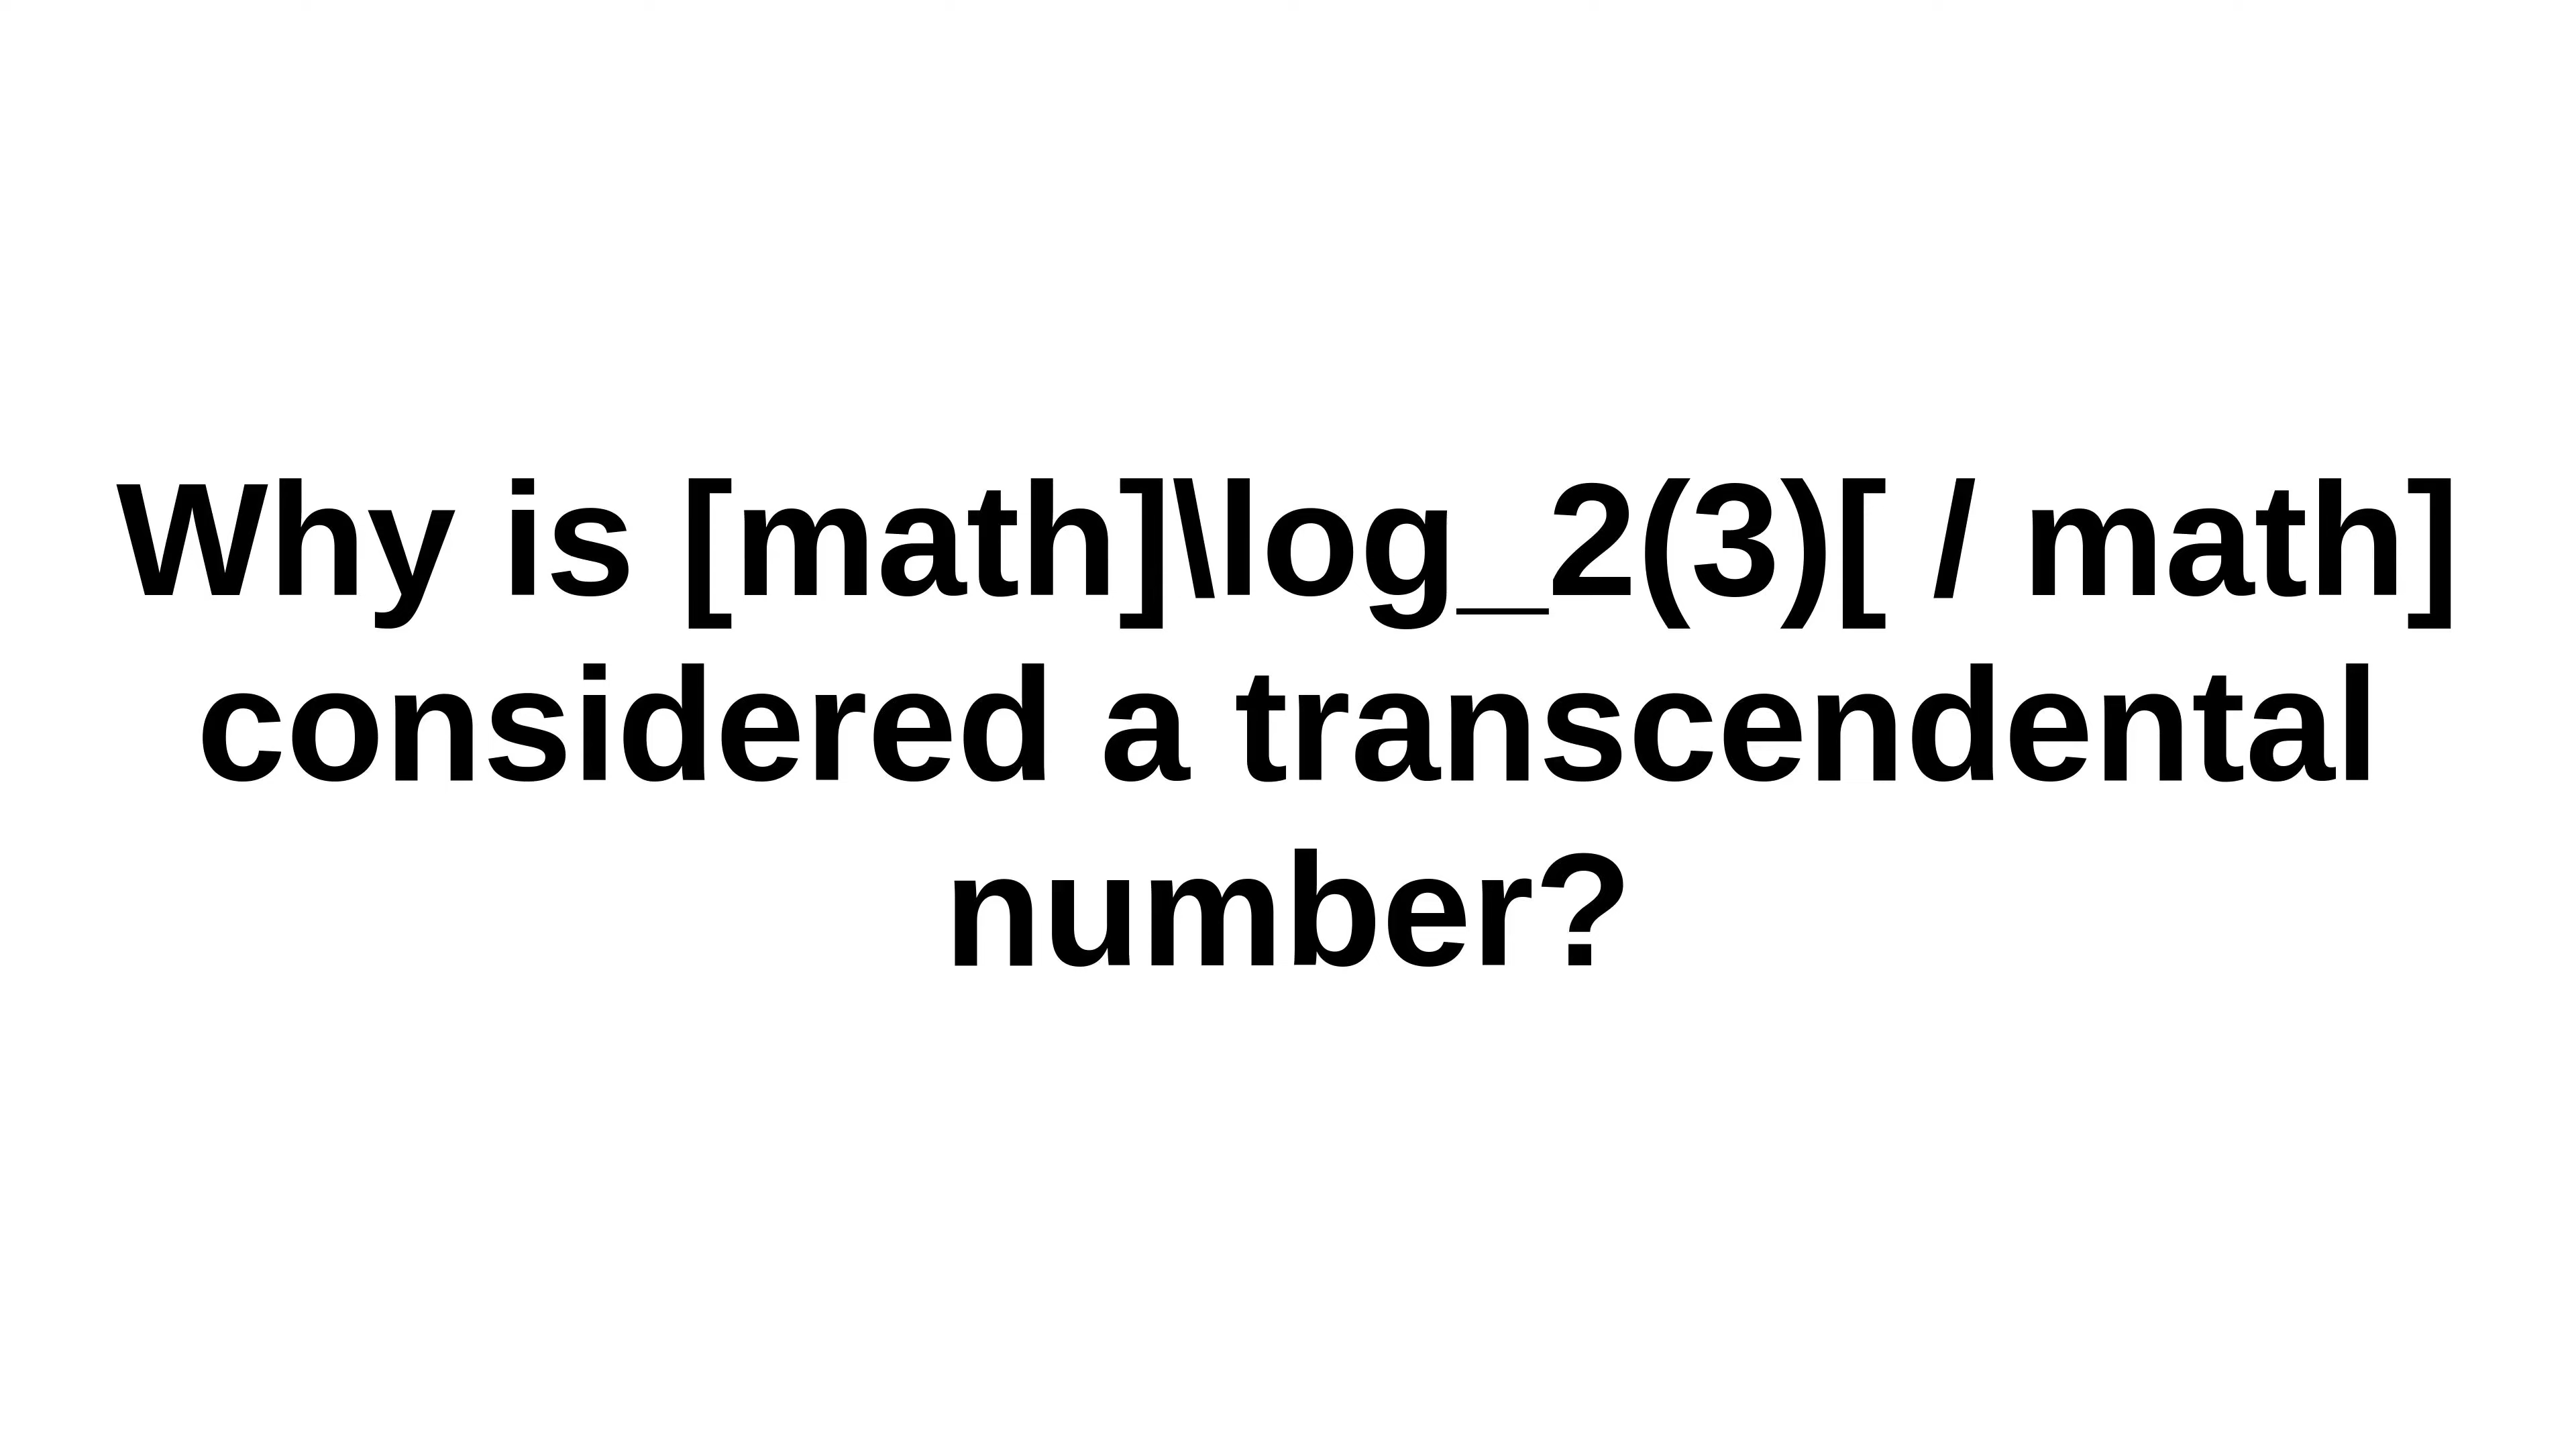 Why is [math]\log_2(3)[ / math]
considered a transcendental
number?